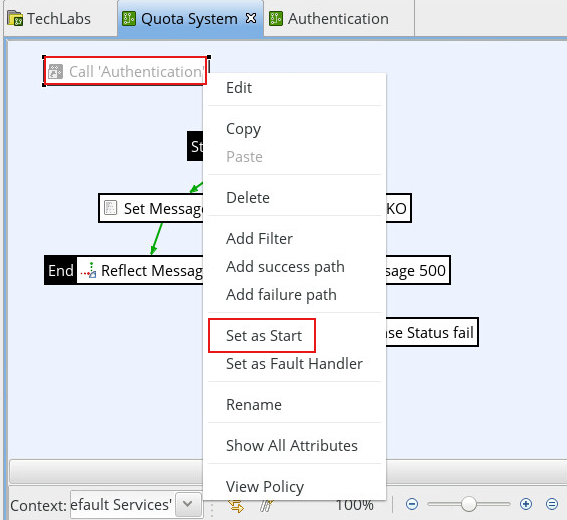 TechLabs
Quota System
Authentication
Call 'Authentication'
Edit
Copy
Paste
Delete
Add Filter
Add success path
Add failure path
Set as Start
Set as Fault Handler
Rename
Show All Attributes
View Policy
St
Set Messag
KO
End
Reflect Messag
sage 500
se Status fail
Context:
efault Services'
100%